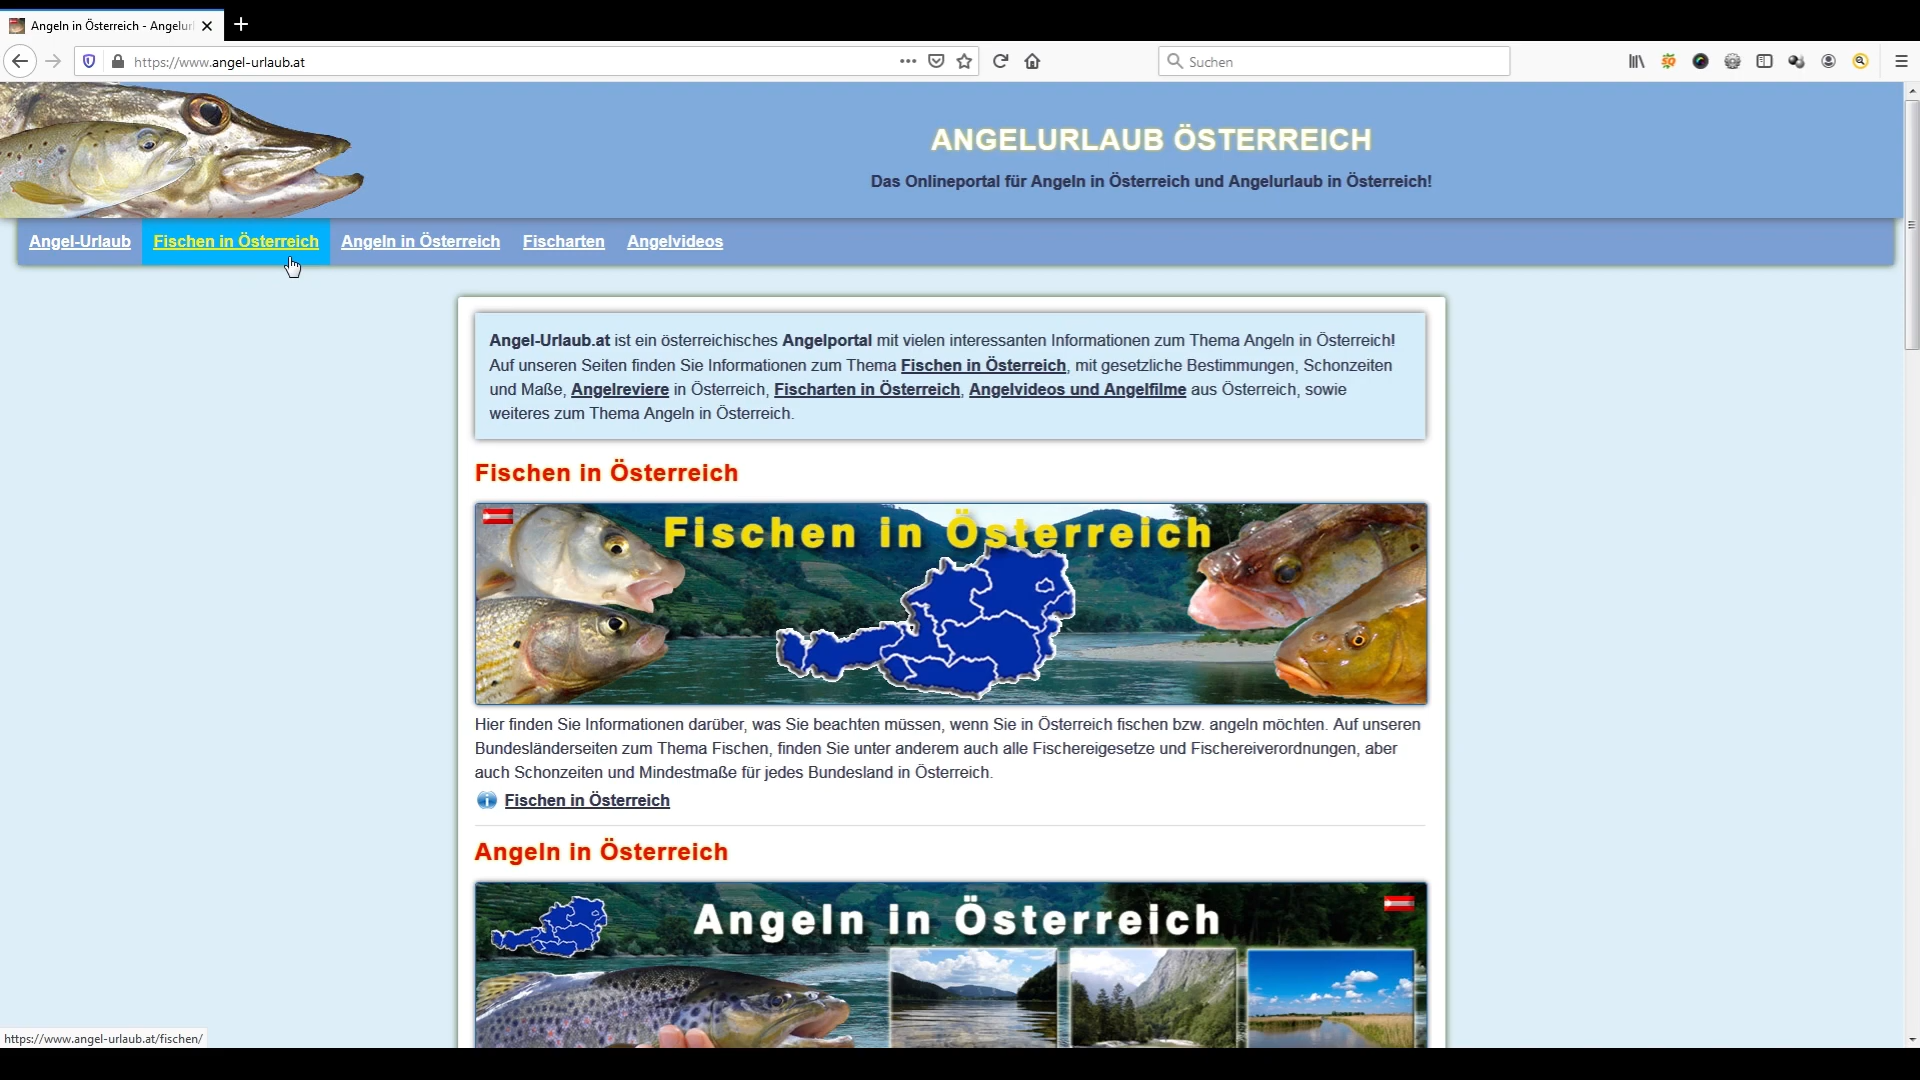 Angeln in Österreich - Angelurl
https://www.angel-urlaub.at
Suchen
ANGELURLAUB ÖSTERREICH
Das Onlineportal für Angeln in Österreich und Angelurlaub in Österreich!
Angel-Urlaub Fischen in Österreich Angeln in Österreich Fischarten Angelvideos
Angel-Urlaub.at ist ein österreichisches Angelportal mit vielen interessanten Informationen zum Thema Angeln in Österreich!
Auf unseren Seiten finden Sie Informationen zum Thema Fischen in Österreich, mit gesetzliche Bestimmungen, Schonzeiten
und Maße, Angelreviere in Österreich, Fischarten in Österreich, Angelvideos und Angelfilme aus Österreich, sowie
weiteres zum Thema Angeln in Österreich.
Fischen in Österreich
Fischen in Österreich
Hier finden Sie Informationen darüber, was Sie beachten müssen, wenn Sie in Österreich fischen bzw. angeln möchten. Auf unseren
Bundesländerseiten zum Thema Fischen, finden Sie unter anderem auch alle Fischereigesetze und Fischereiverordnungen, aber
auch Schonzeiten und Mindestmaße für jedes Bundesland in Österreich.
Fischen in Österreich
Angeln in Österreich
Angeln in Österreich
https://www.angel-urlaub.at/fischen/